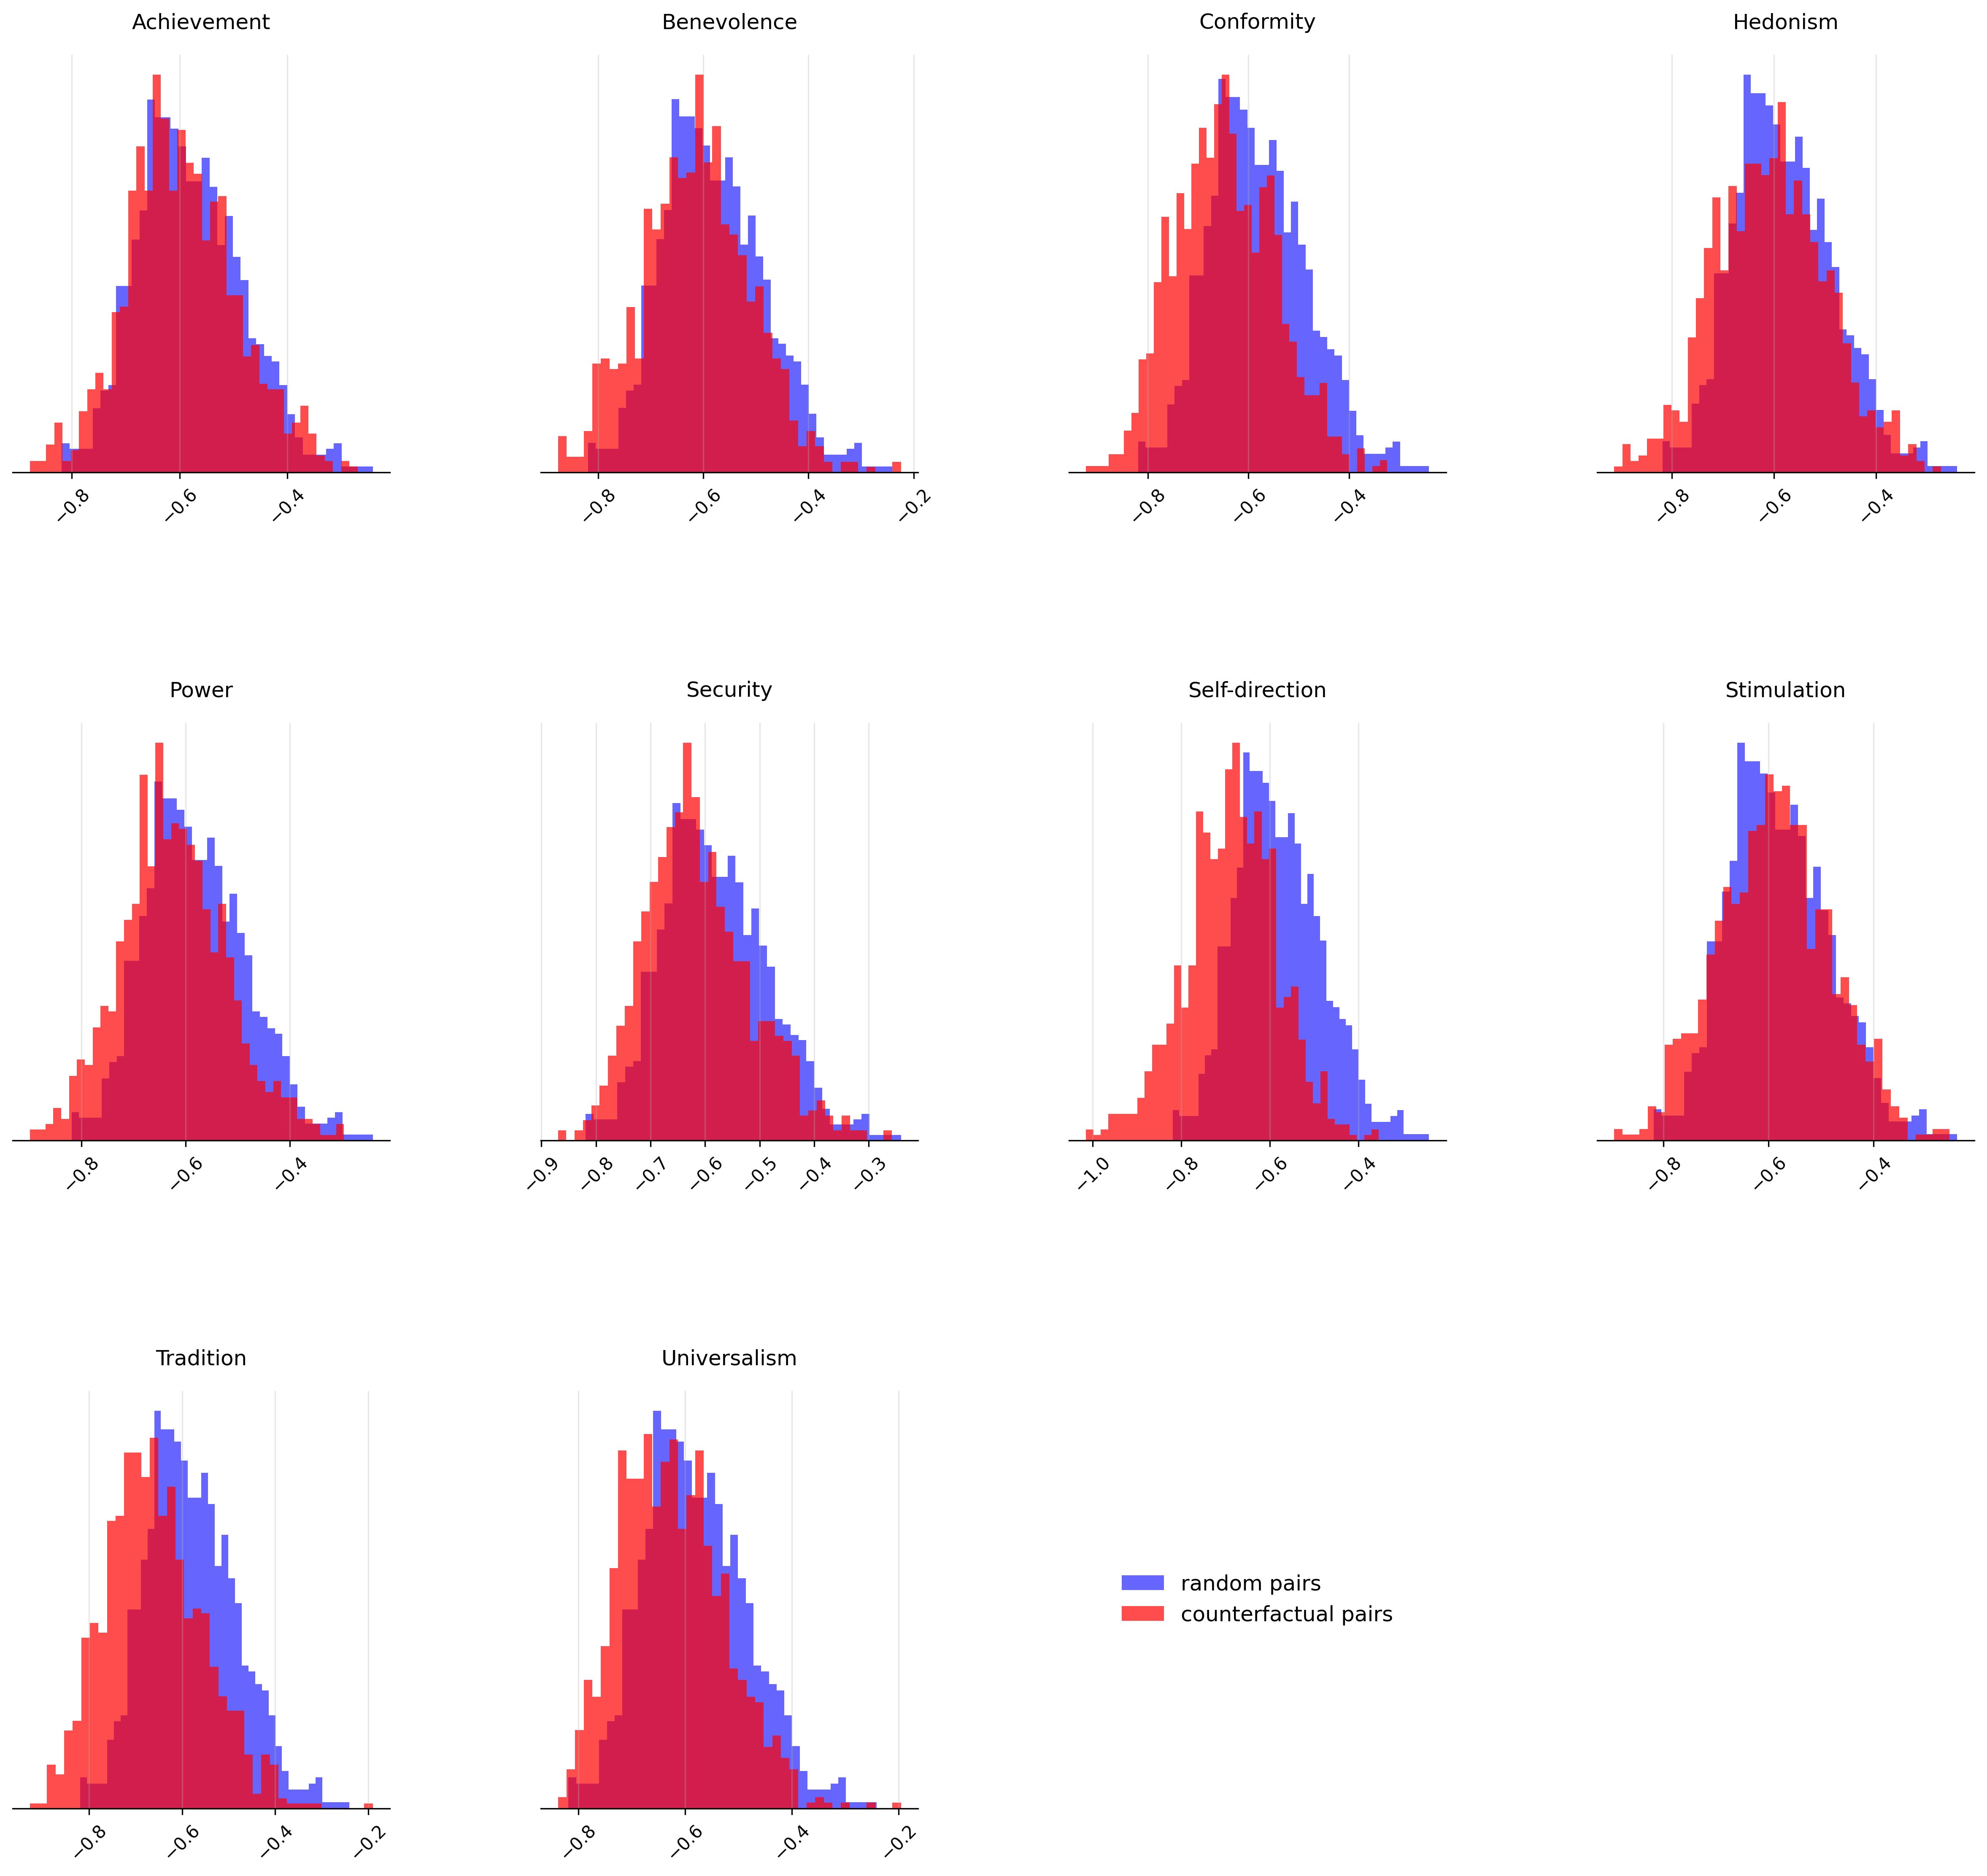 Achievement
Benevolence
Conformity
Hedonism
−0.8 −0.6 −0.4
−0.8 −0.6 −0.4 −0.2
−0.8 −0.6 −0.4
−0.8 −0.6 −0.4
Power
Security
Self-direction
Stimulation
−0.8 −0.6 −0.4
−0.9 −0.8 −0.7 −0.6 −0.5 −0.4 −0.3
−1.0 −0.8 −0.6 −0.4
−0.8 −0.6 −0.4
Tradition
Universalism
random pairs
counterfactual pairs
−0.8 −0.6 −0.4 −0.2
−0.8 −0.6 −0.4 −0.2